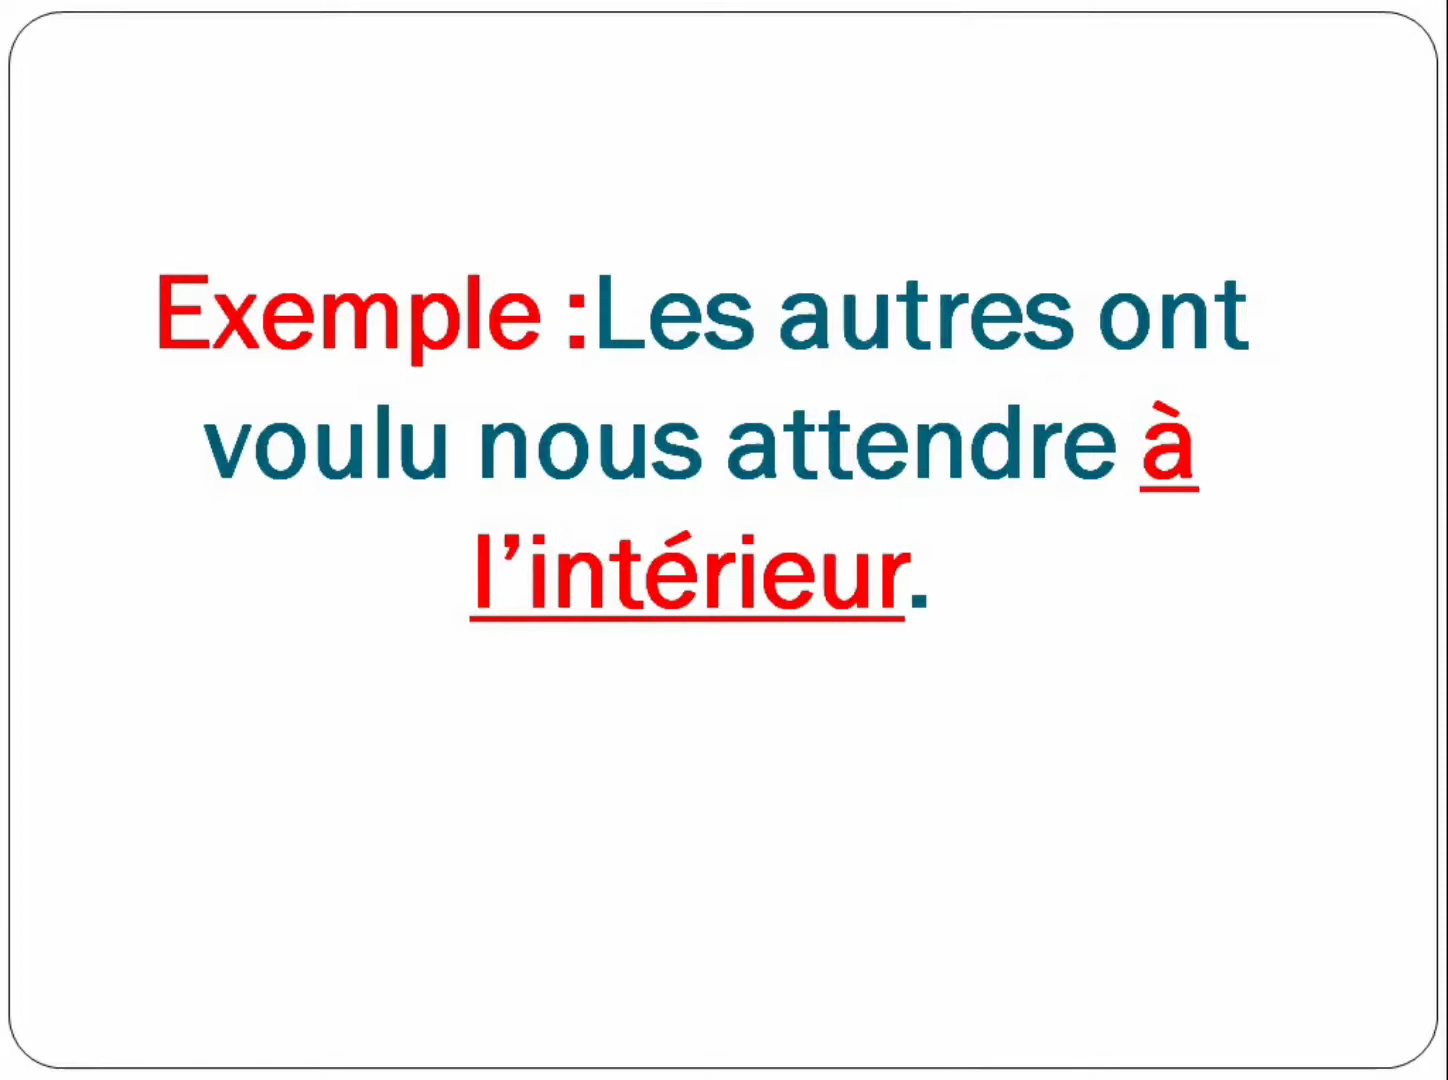 Exemple :Les autres ont
voulu nous attendre à
l’intérieur.